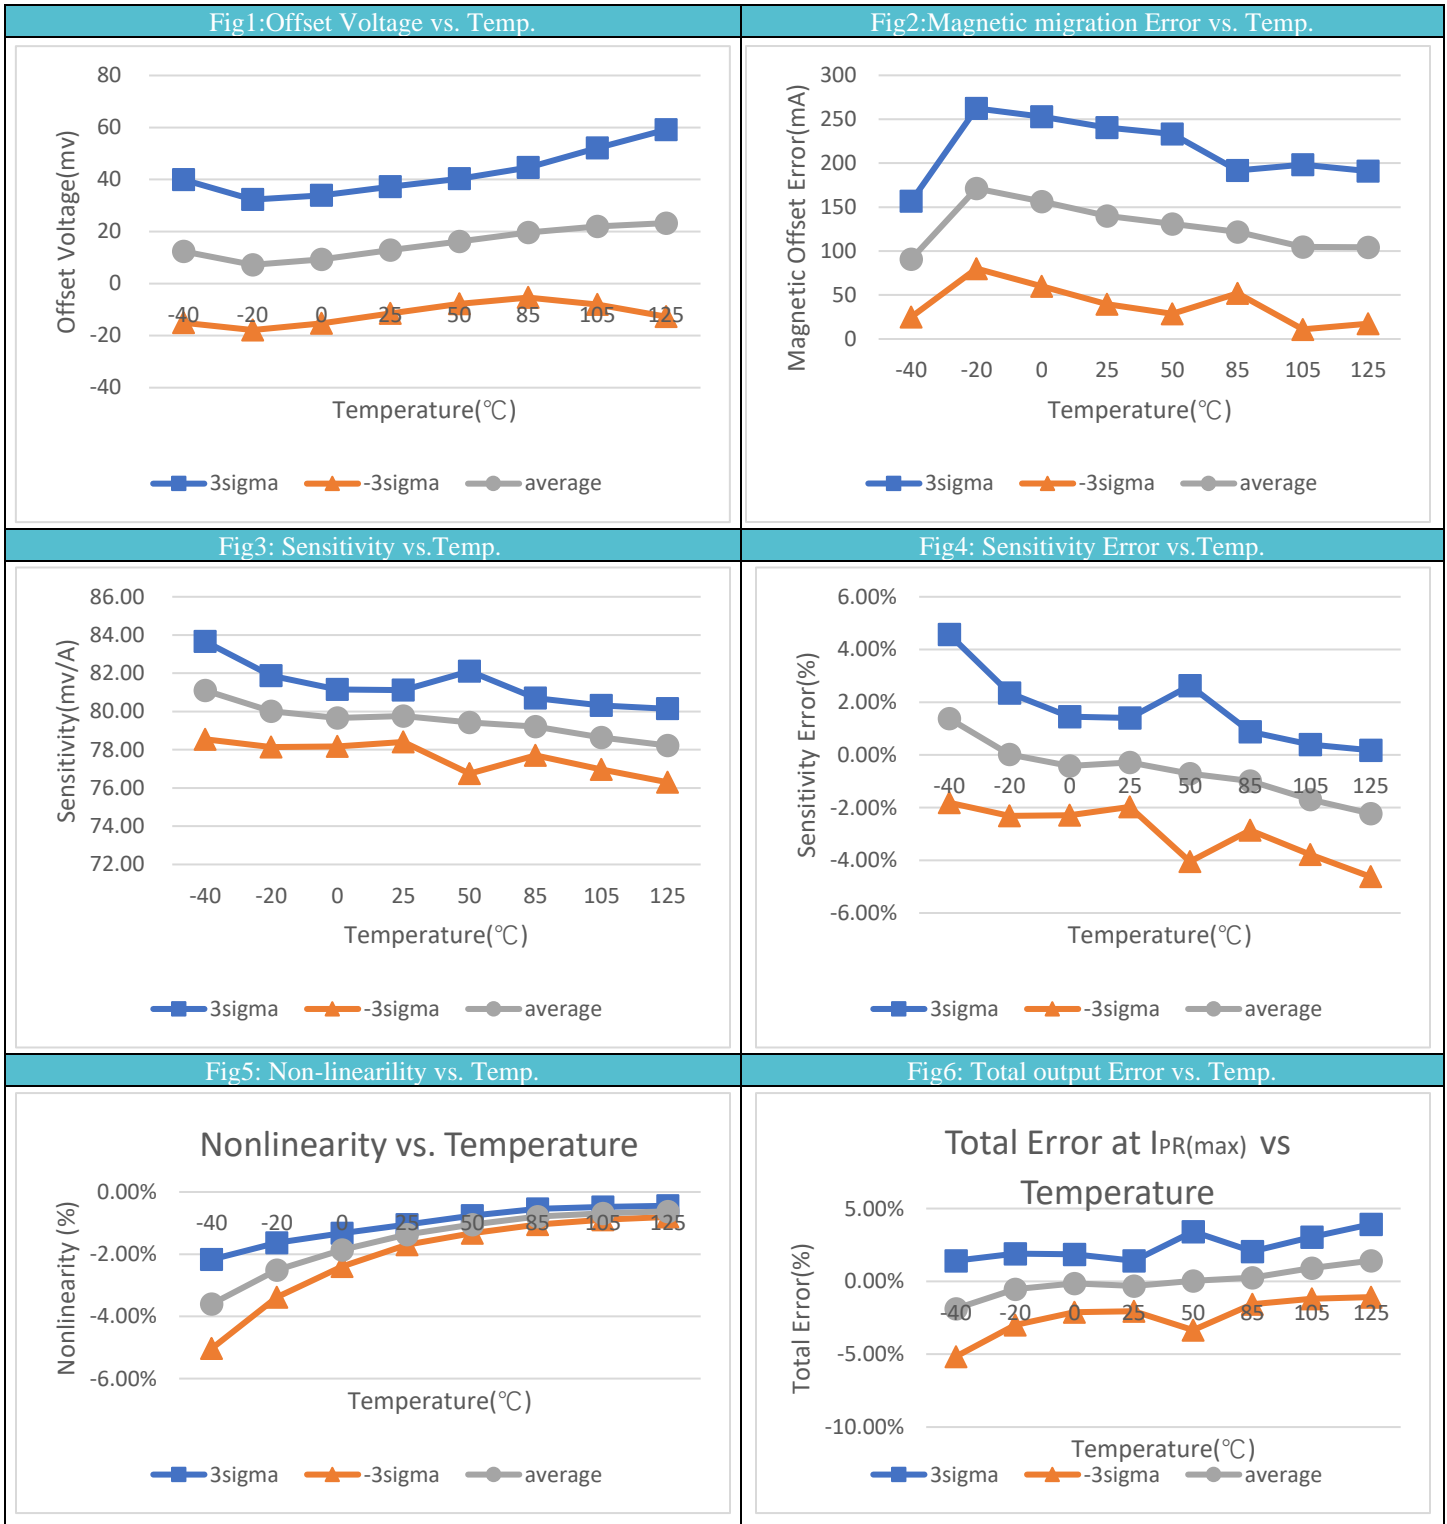 Fig1:Offset Voltage vs. Temp.
Fig2:Magnetic migration Error vs. Temp.
80
60
40
20
0
-20
-40
Offset Voltage(mv)
-40 -20 0 25 50 85 105 125
Temperature(℃)
3sigma -3sigma average
300
250
200
150
100
50
0
Magnetic Offset Error(mA)
-40 -20 0 25 50 85 105 125
Temperature(℃)
3sigma -3sigma average
Fig3: Sensitivity vs.Temp.
Fig4: Sensitivity Error vs.Temp.
86.00
84.00
82.00
80.00
78.00
76.00
74.00
72.00
Sensitivity(mv/A)
-40 -20 0 25 50 85 105 125
Temperature(℃)
3sigma -3sigma average
6.00%
4.00%
2.00%
0.00%
-2.00%
-4.00%
-6.00%
Sensitivity Error(%)
-40 -20 0 25 50 85 105 125
Temperature(℃)
3sigma -3sigma average
Fig5: Non-linearility vs. Temp.
Fig6: Total output Error vs. Temp.
Nonlinearity vs. Temperature
0.00%
-2.00%
-4.00%
-6.00%
Nonlinearity (%)
-40 -20 0 25 50 85 105 125
Temperature(℃)
3sigma -3sigma average
Total Error at IPR(max) vs
Temperature
5.00%
0.00%
-5.00%
-10.00%
Total Error(%)
-40 -20 0 25 50 85 105 125
Temperature(℃)
3sigma -3sigma average